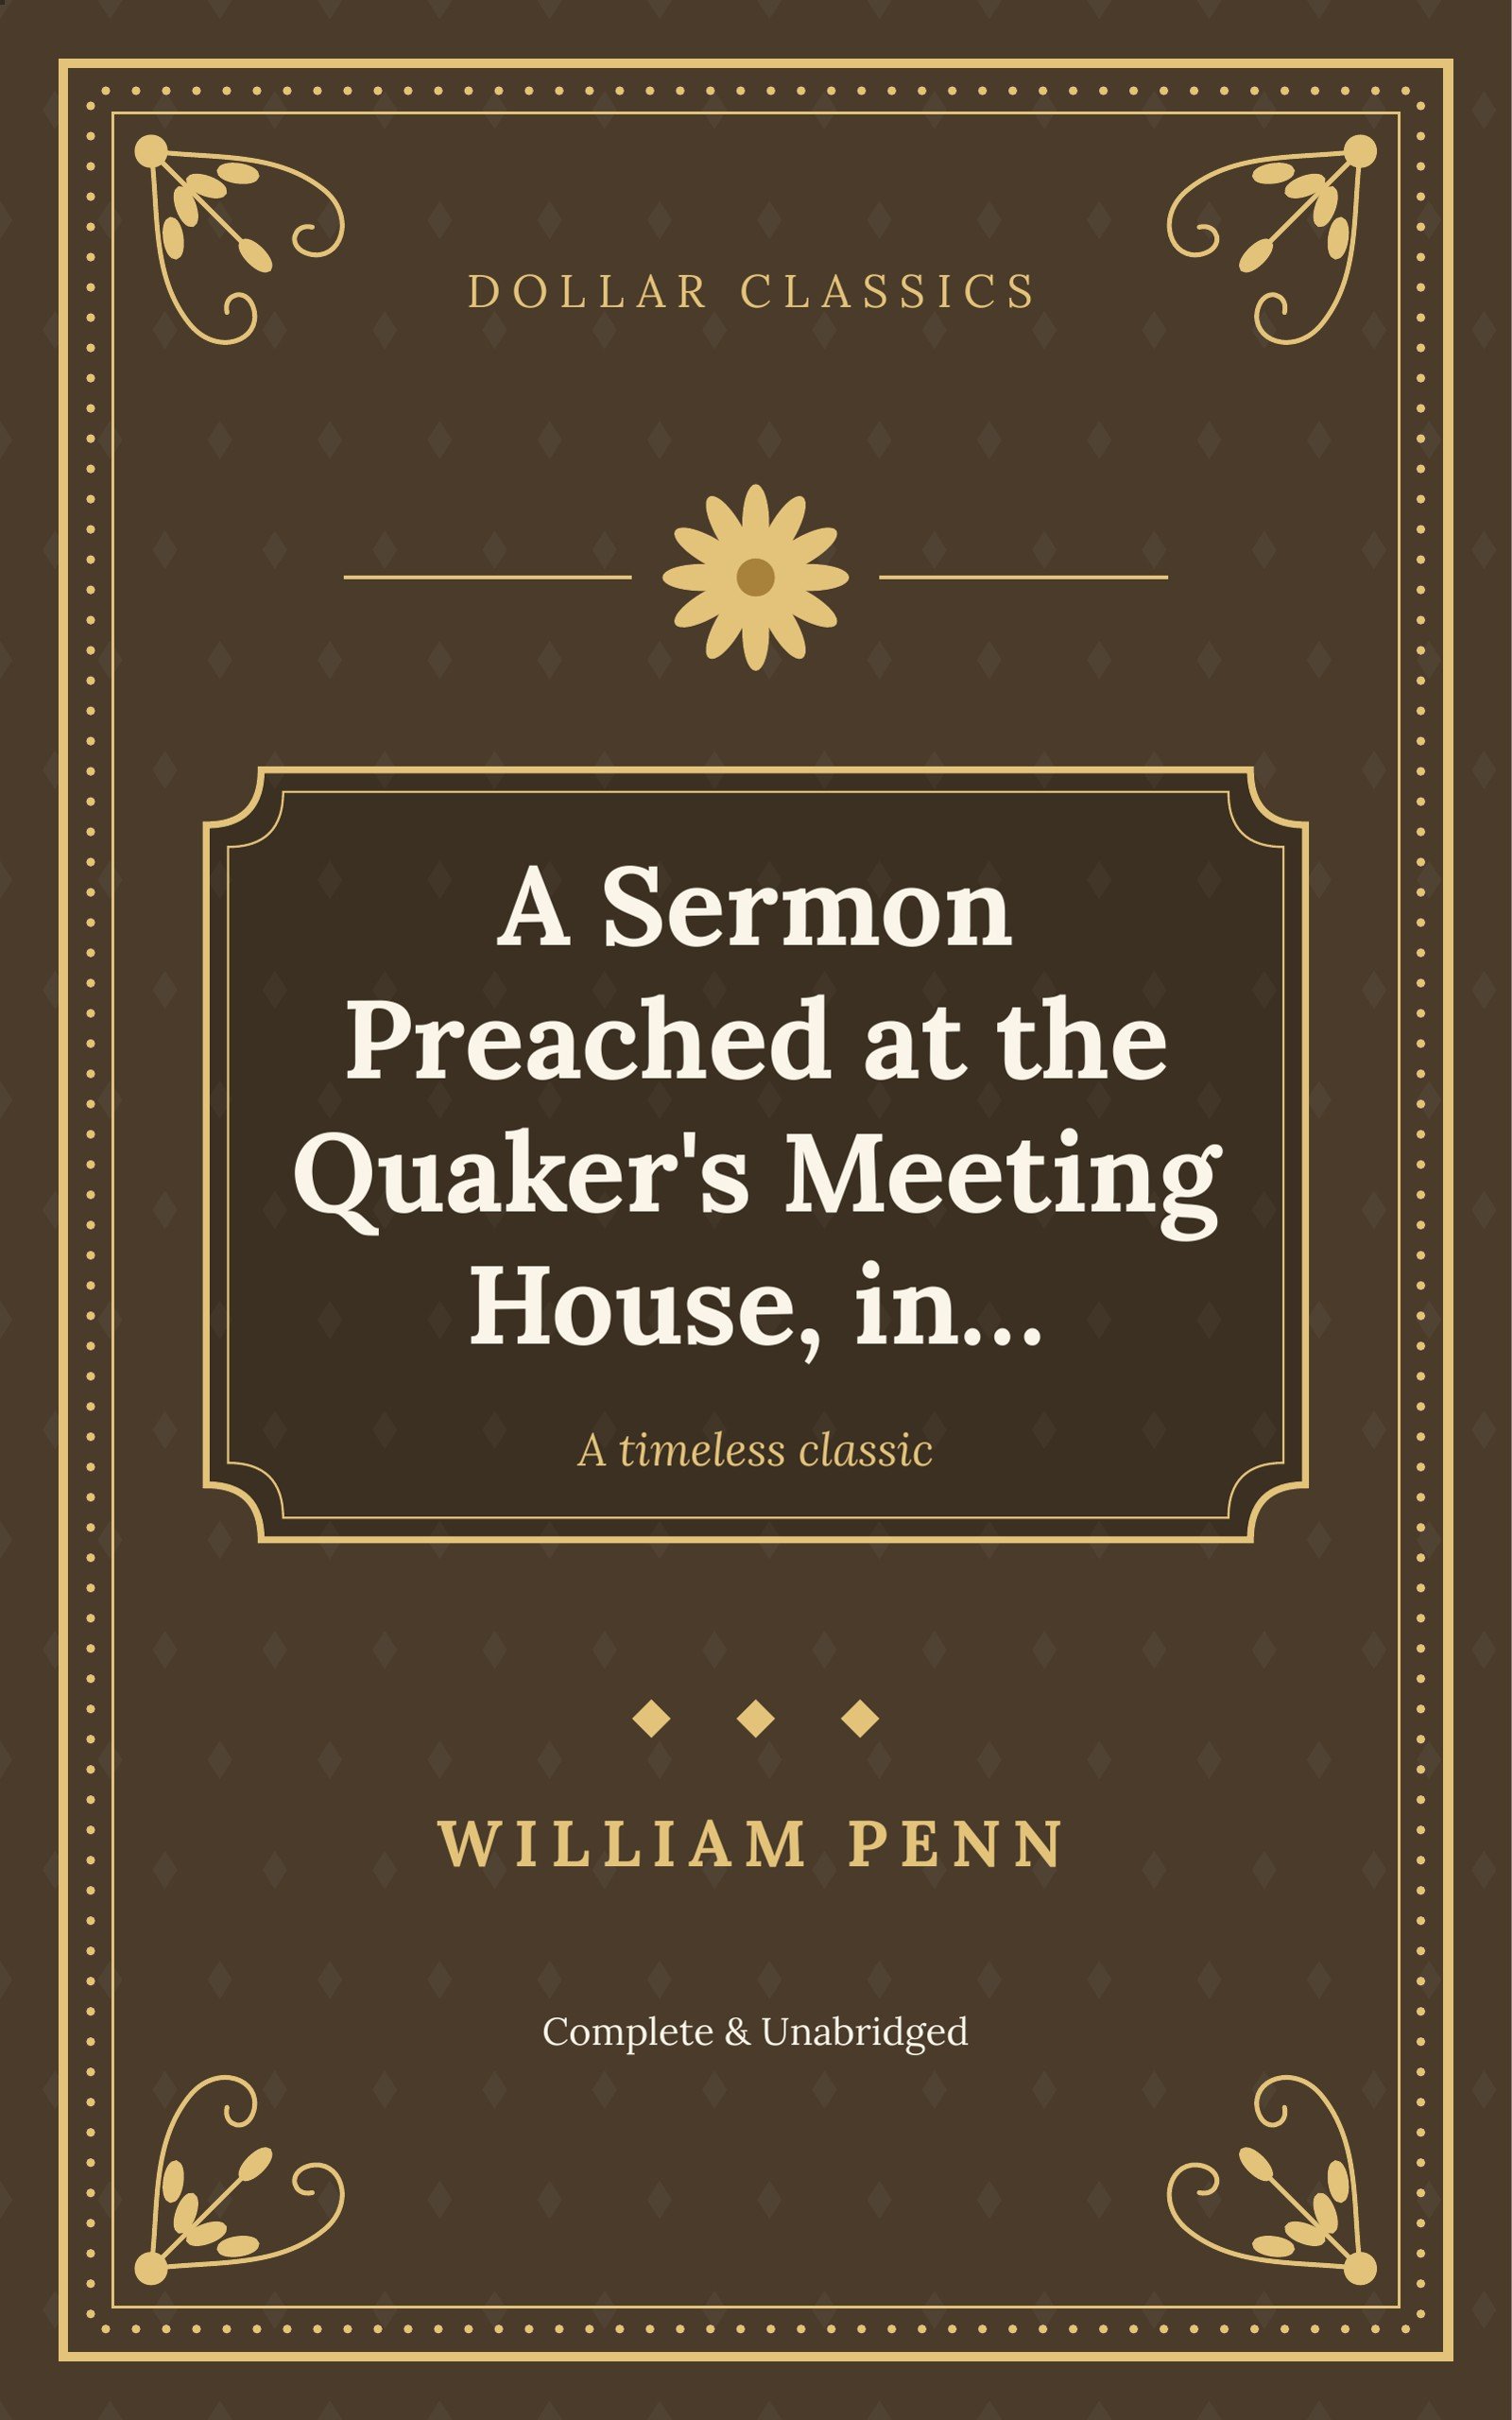 DOLLAR CLASSICS
A Sermon
Preached at the
Quaker's Meeting
House, in...
A timeless classic
WILLIAM PENN
Complete & Unabridged